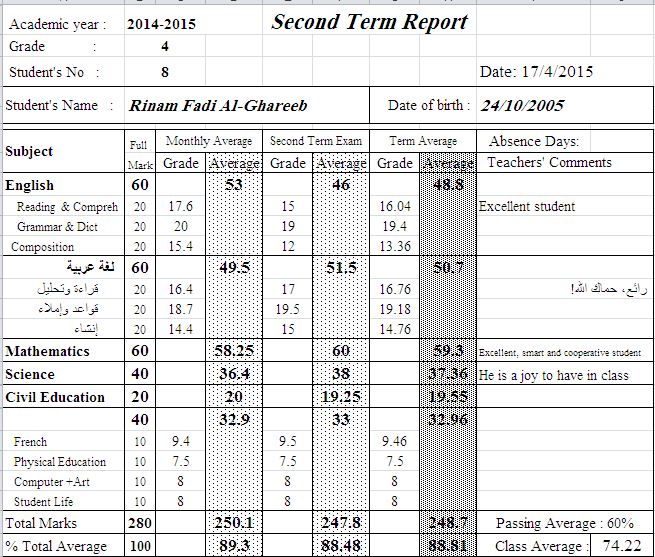 Academic year : 2014-2015 Second Term Report
Grade : 4
Student's No : 8 Date: 17/4/2015
Student's Name : Rinam Fadi Al-Ghareeb Date of birth : 24/10/2005
Subject Full Mark Monthly Average Second Term Exam Term Average Absence Days:
Grade Average Grade Average Grade Average Teachers' Comments
English 60 53 46 48.8
Reading & Compreh 20 17.6 15 16.04 Excellent student
Grammar & Dict 20 20 19 19.4
Composition 20 15.4 12 13.36
لغة عربية 60 49.5 51.5 50.7
قراءة وتحليل 20 16.4 17 16.76 رائع، حماك الله!
قواعد وإملاء 20 18.7 19.5 19.18
إنشاء 20 14.4 15 14.76
Mathematics 60 58.25 60 59.3 Excellent, smart and cooperative student
Science 40 36.4 38 37.36 He is a joy to have in class
Civil Education 20 20 19.25 19.55
40 32.9 33 32.96
French 10 9.4 9.5 9.46
Physical Education 10 7.5 7.5 7.5
Computer +Art 10 8 8 8
Student Life 10 8 8 8
Total Marks 280 250.1 247.8 248.7 Passing Average : 60%
% Total Average 100 89.3 88.48 88.81 Class Average : 74.22